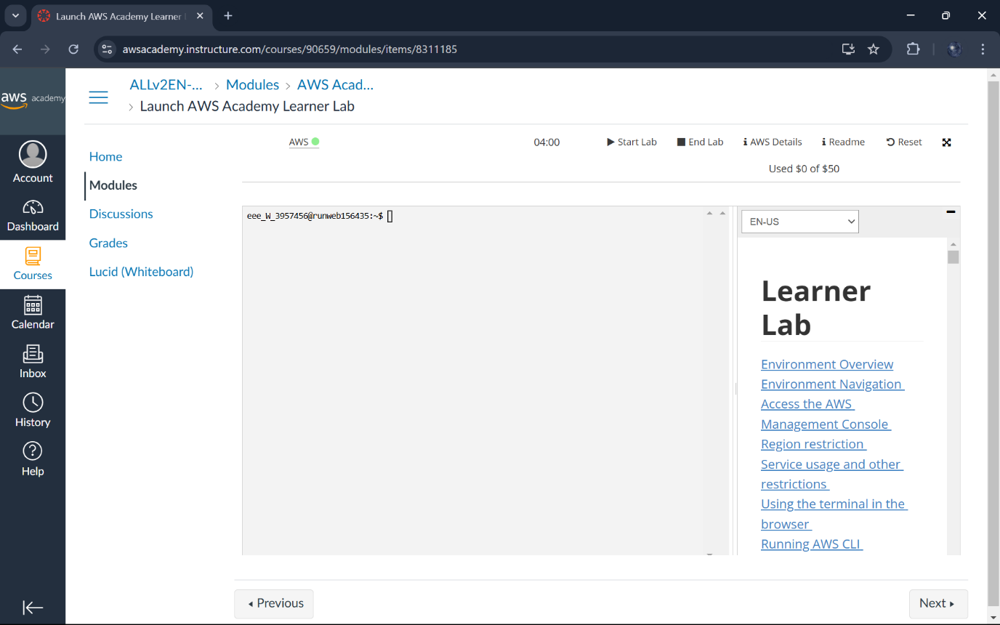 Launch AWS Academy Learner
awsacademy.instructure.com/courses/90659/modules/items/8311185
aws academy
Account
Dashboard
Courses
Calendar
Inbox
History
Help
ALLv2EN-... > Modules > AWS Acad...
> Launch AWS Academy Learner Lab
Home
Modules
Discussions
Grades
Lucid (Whiteboard)
AWS 04:00 Start Lab End Lab AWS Details Readme Reset
Used $0 of $50
eee_W_3957456@runweb156435:~$
EN-US
Learner
Lab
Environment Overview
Environment Navigation
Access the AWS
Management Console
Region restriction
Service usage and other
restrictions
Using the terminal in the
browser
Running AWS CLI
Previous
Next